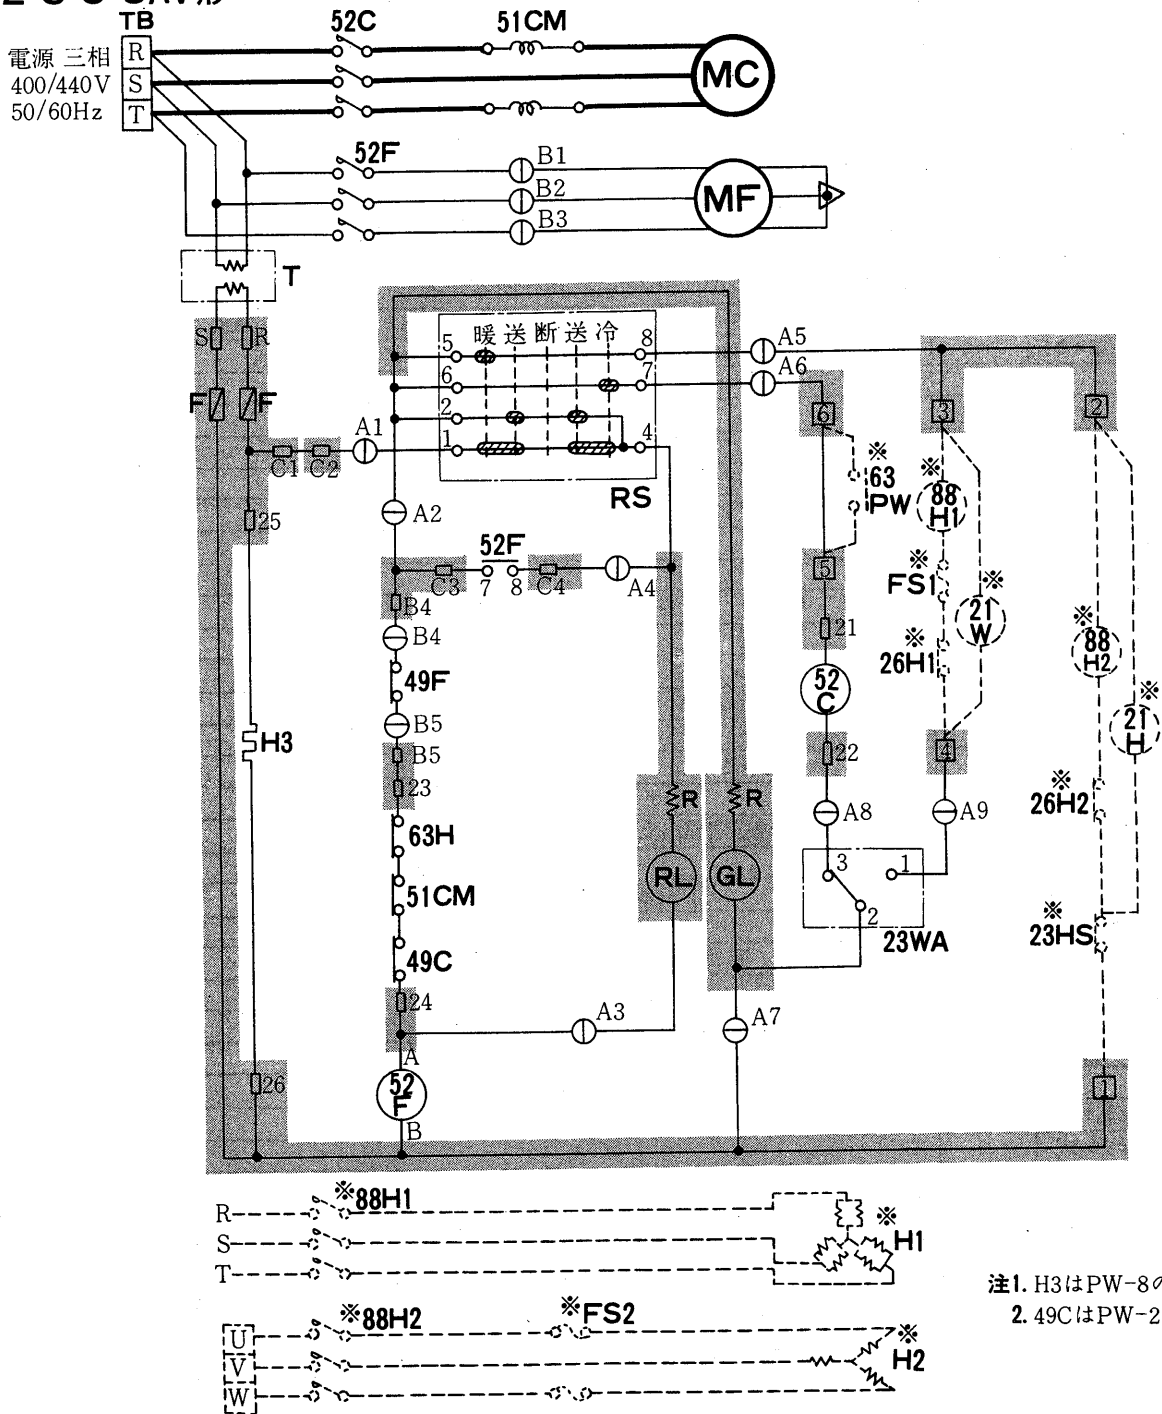 TB
52C
51CM
電源 三相
400/440V
50/60Hz
R
S
T
MC
52F
B1
B2
B3
MF
T
S
R
F
F
暖 送 断 送 冷
5
8
A5
6
7
A6
2
1
4
A1
C1
C2
RS
25
A2
52F
C3
7
8
C4
A4
B4
B4
49F
B5
B5
23
63H
51CM
49C
24
A3
A
52
F
B
H3
26
R
RL
R
GL
A7
6
※
63
PW
5
21
52
C
22
A8
3
1
2
23WA
3
※
88
H1
※
FS1
※
26H1
※
21
W
4
A9
2
※
88
H2
※
21
H
※
26H2
※
23HS
1
R
※88H1
※
H1
S
T
U
※88H2
※FS2
※
H2
V
W
注1. H3はPW-8の
2. 49CはPW-2